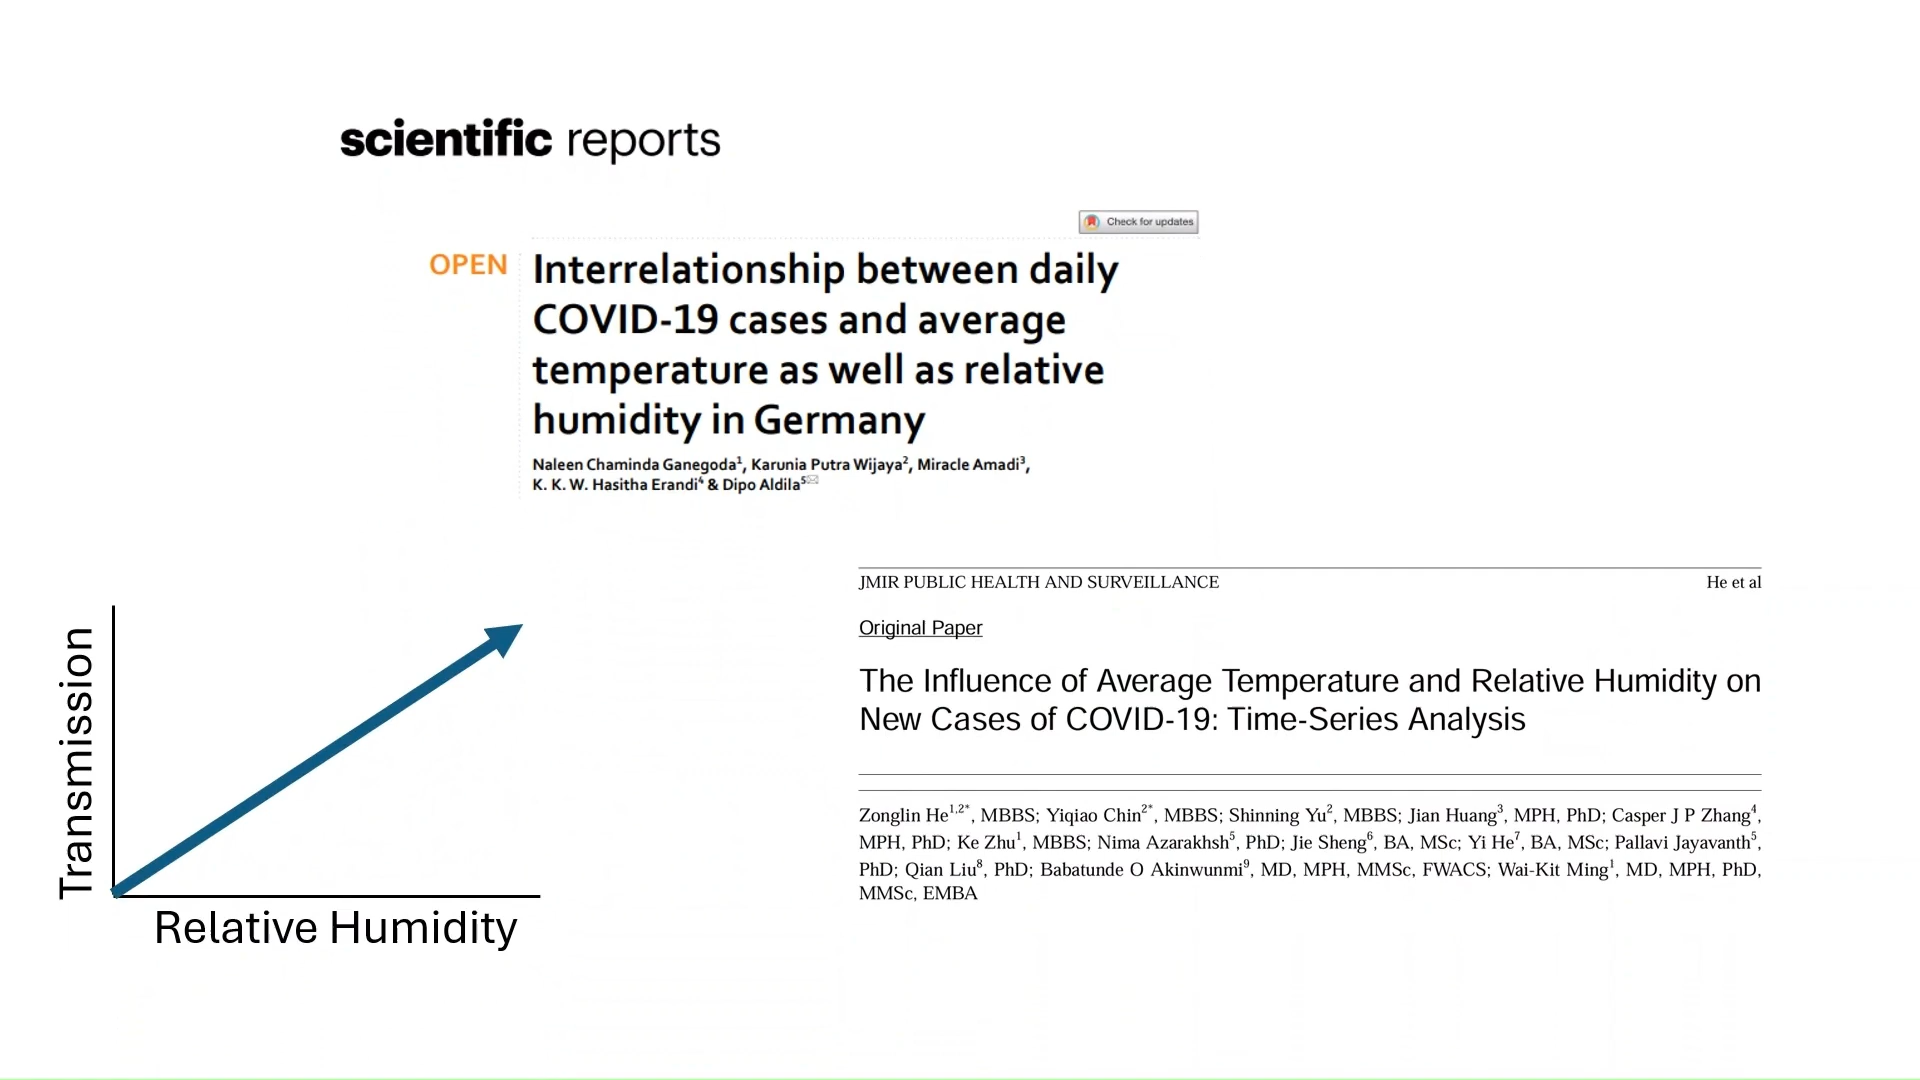 scientific reports
Check for updates
OPEN
Interrelationship between daily
COVID-19 cases and average
temperature as well as relative
humidity in Germany
Naleen Chaminda Ganegoda1, Karunia Putra Wijaya2, Miracle Amadi3,
K. K. W. Hasitha Erandi4 & Dipo Aldila5✉
JMIR PUBLIC HEALTH AND SURVEILLANCE
He et al
Original Paper
The Influence of Average Temperature and Relative Humidity on
New Cases of COVID-19: Time-Series Analysis
Zonglin He1,2*, MBBS; Yiqiao Chin2*, MBBS; Shinning Yu2, MBBS; Jian Huang3, MPH, PhD; Casper J P Zhang4,
MPH, PhD; Ke Zhu1, MBBS; Nima Azarakhsh5, PhD; Jie Sheng6, BA, MSc; Yi He7, BA, MSc; Pallavi Jayavanth5,
PhD; Qian Liu8, PhD; Babatunde O Akinwunmi9, MD, MPH, MMSc, FWACS; Wai-Kit Ming1, MD, MPH, PhD,
MMSc, EMBA
Transmission
Relative Humidity